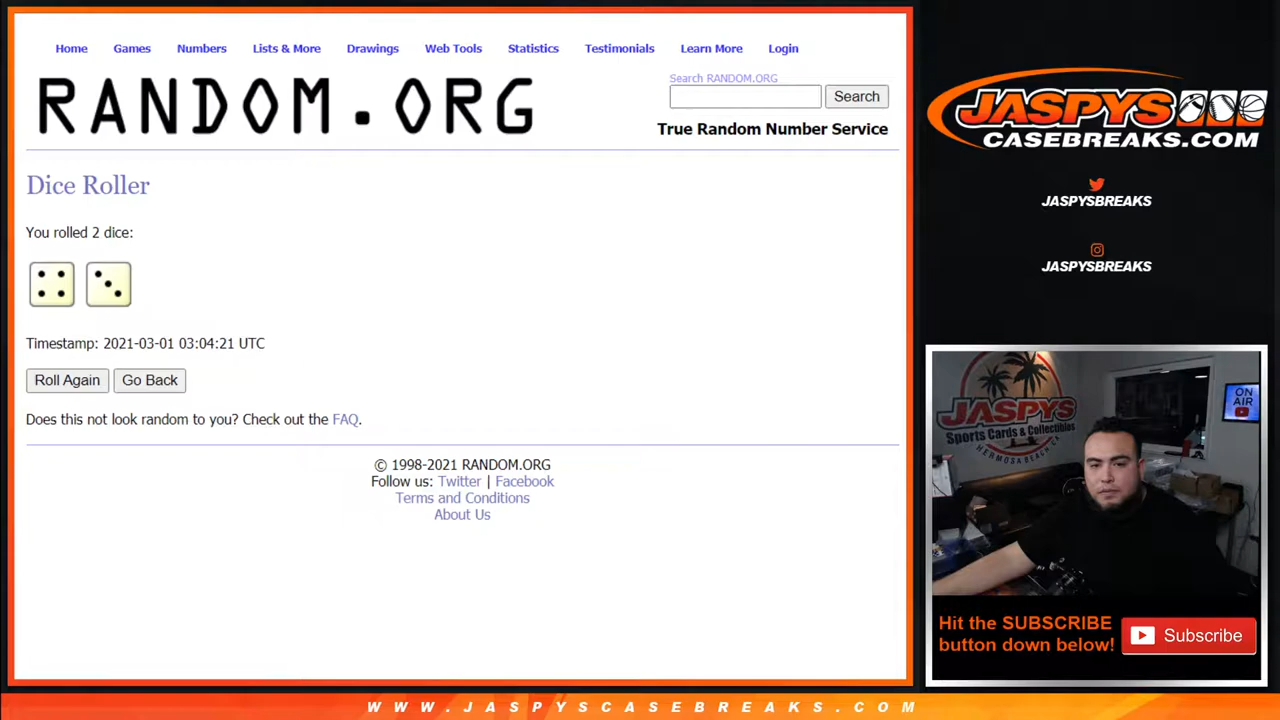 Home Games Numbers Lists & More Drawings Web Tools Statistics Testimonials Learn More Login
RANDOM.ORG
Search RANDOM.ORG
Search
True Random Number Service
Dice Roller
You rolled 2 dice:
Timestamp: 2021-03-01 03:04:21 UTC
Roll Again Go Back
Does this not look random to you? Check out the FAQ.
© 1998-2021 RANDOM.ORG
Follow us: Twitter | Facebook
Terms and Conditions
About Us
JASPYS
CASEBREAKS.COM
JASPYSBREAKS
JASPYSBREAKS
JASPYS
Sports Cards & Collectibles
HERMOSA BEACH, CA
ON
AIR
Hit the SUBSCRIBE
button down below!
Subscribe
WWW.JASPYSCASEBREAKS.COM